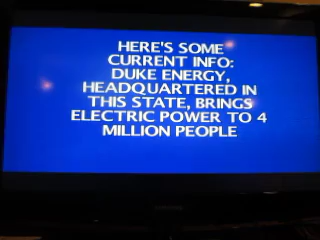 HERE'S SOME
CURRENT INFO:
DUKE ENERGY,
HEADQUARTERED IN
THIS STATE, BRINGS
ELECTRIC POWER TO 4
MILLION PEOPLE